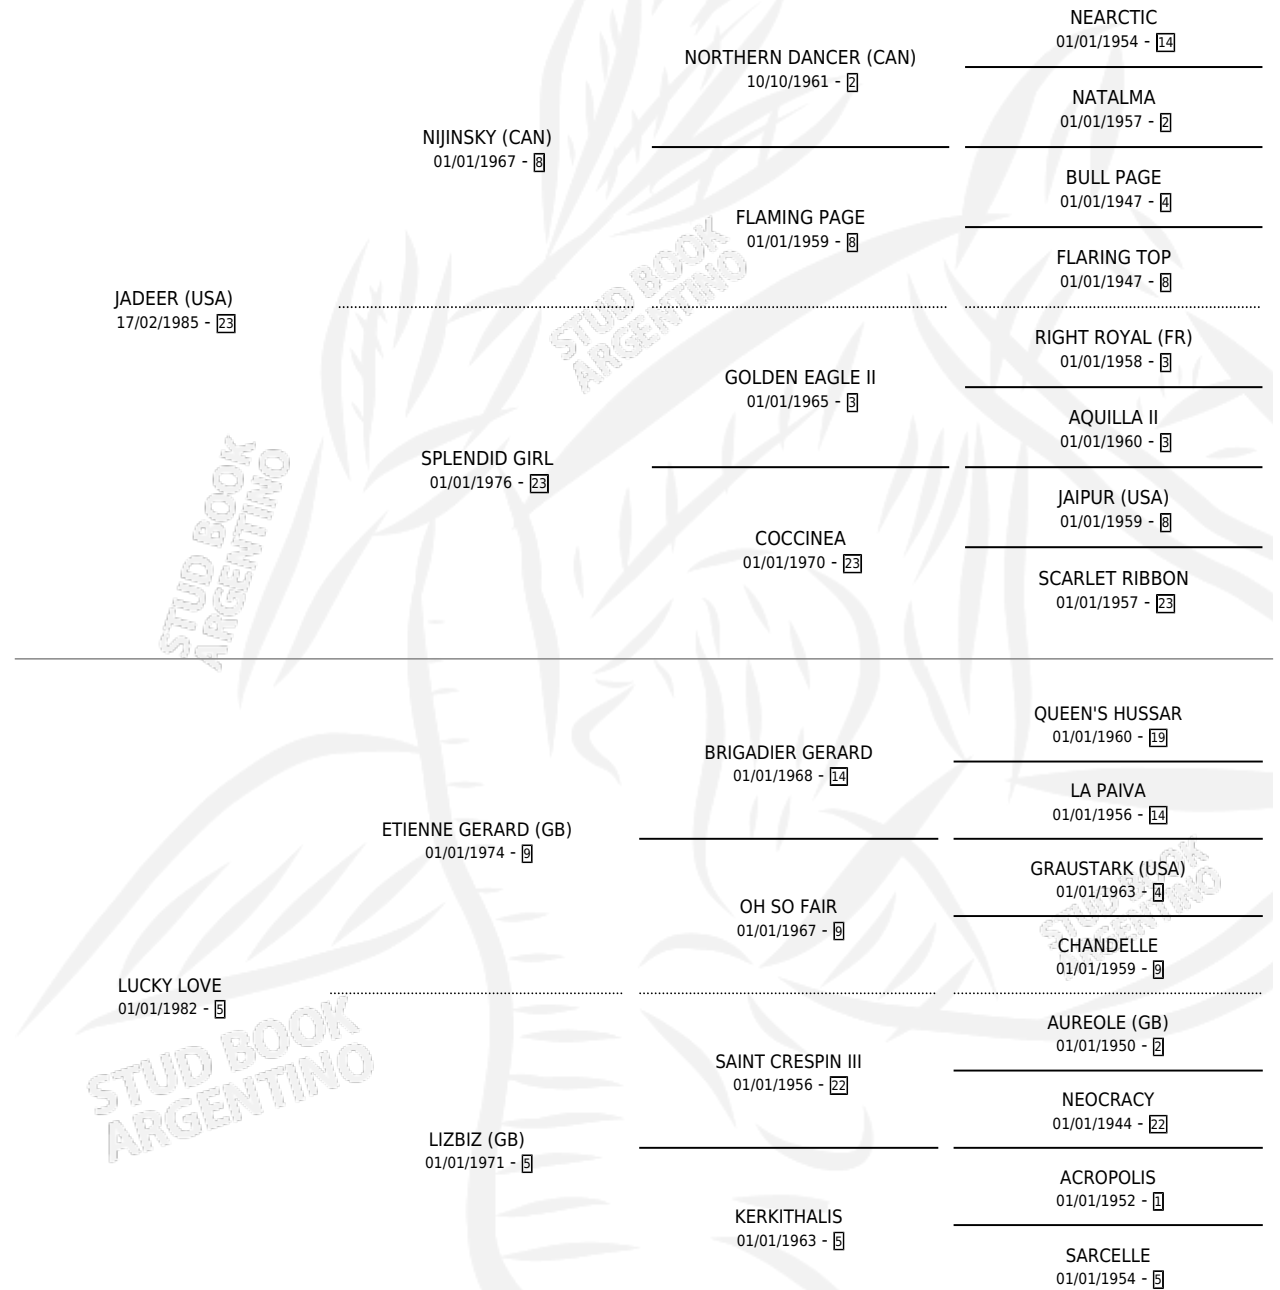 NEARCTIC
01/01/1954 - 14
NORTHERN DANCER (CAN)
10/10/1961 - 2
NATALMA
01/01/1957 - 2
NIJINSKY (CAN)
01/01/1967 - 8
BULL PAGE
01/01/1947 - 4
FLAMING PAGE
01/01/1959 - 8
FLARING TOP
01/01/1947 - 8
JADEER (USA)
17/02/1985 - 23
STUD BOOK
ARGENTINO
RIGHT ROYAL (FR)
01/01/1958 - 3
GOLDEN EAGLE II
01/01/1965 - 3
AQUILLA II
01/01/1960 - 3
SPLENDID GIRL
01/01/1976 - 23
JAIPUR (USA)
01/01/1959 - 8
COCCINEA
01/01/1970 - 23
SCARLET RIBBON
01/01/1957 - 23
STUD BOOK
ARGENTINO
QUEEN'S HUSSAR
01/01/1960 - 19
BRIGADIER GERARD
01/01/1968 - 14
LA PAIVA
01/01/1956 - 14
ETIENNE GERARD (GB)
01/01/1974 - 9
GRAUSTARK (USA)
01/01/1963 - 4
OH SO FAIR
01/01/1967 - 9
STUD BOOK
ARGENTINO
CHANDELLE
01/01/1959 - 9
LUCKY LOVE
01/01/1982 - 5
AUREOLE (GB)
01/01/1950 - 2
SAINT CRESPIN III
01/01/1956 - 22
NEOCRACY
01/01/1944 - 22
STUD BOOK
ARGENTINO
LIZBIZ (GB)
01/01/1971 - 5
ACROPOLIS
01/01/1952 - 1
KERKITHALIS
01/01/1963 - 5
SARCELLE
01/01/1954 - 5